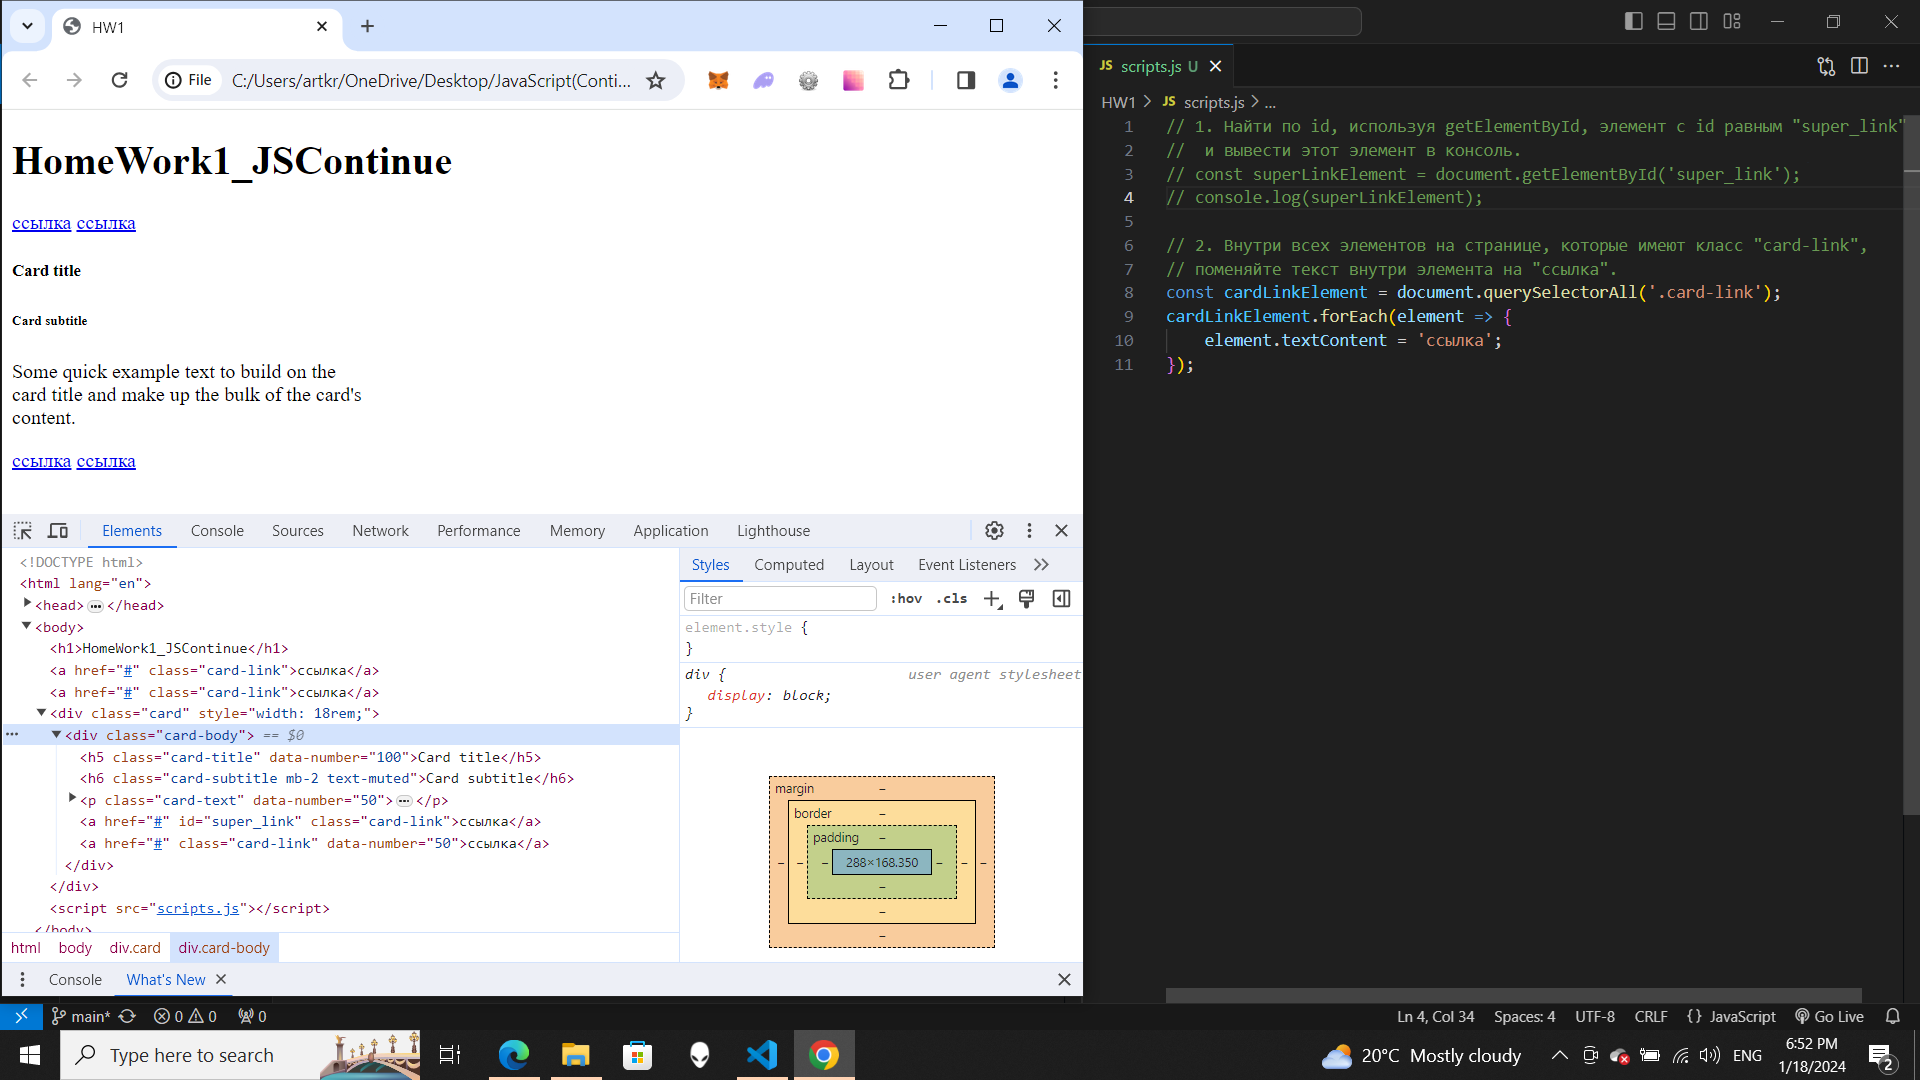 HW1
File
C:/Users/artkr/OneDrive/Desktop/JavaScript(Conti...
HomeWork1_JSContinue
ссылка ссылка
Card title
Card subtitle
Some quick example text to build on the
card title and make up the bulk of the card's
content.
ссылка ссылка
Elements Console Sources Network Performance Memory Application Lighthouse
<!DOCTYPE html>
<html lang="en">
<head> ... </head>
<body>
<h1>HomeWork1_JSContinue</h1>
<a href="#" class="card-link">ссылка</a>
<a href="#" class="card-link">ссылка</a>
<div class="card" style="width: 18rem;">
... <div class="card-body"> == $0
<h5 class="card-title" data-number="100">Card title</h5>
<h6 class="card-subtitle mb-2 text-muted">Card subtitle</h6>
<p class="card-text" data-number="50"> ... </p>
<a href="#" id="super_link" class="card-link">ссылка</a>
<a href="#" class="card-link" data-number="50">ссылка</a>
</div>
</div>
<script src="scripts.js"></script>
</body>
html body div.card div.card-body
Styles Computed Layout Event Listeners
Filter
:hov .cls
element.style {
}
div { user agent stylesheet
display: block;
}
margin –
border –
padding –
– – – 288×168.350 – – –
–
–
–
Console What's New
JS scripts.js U
HW1 > JS scripts.js > ...
1 // 1. Найти по id, используя getElementById, элемент с id равным "super_link"
2 //  и вывести этот элемент в консоль.
3 // const superLinkElement = document.getElementById('super_link');
4 // console.log(superLinkElement);
5
6 // 2. Внутри всех элементов на странице, которые имеют класс "card-link",
7 // поменяйте текст внутри элемента на "ссылка".
8 const cardLinkElement = document.querySelectorAll('.card-link');
9 cardLinkElement.forEach(element => {
10     element.textContent = 'ссылка';
11 });
main* 0 0 0 Ln 4, Col 34 Spaces: 4 UTF-8 CRLF {} JavaScript Go Live
Type here to search
20°C Mostly cloudy
ENG
6:52 PM
1/18/2024
2